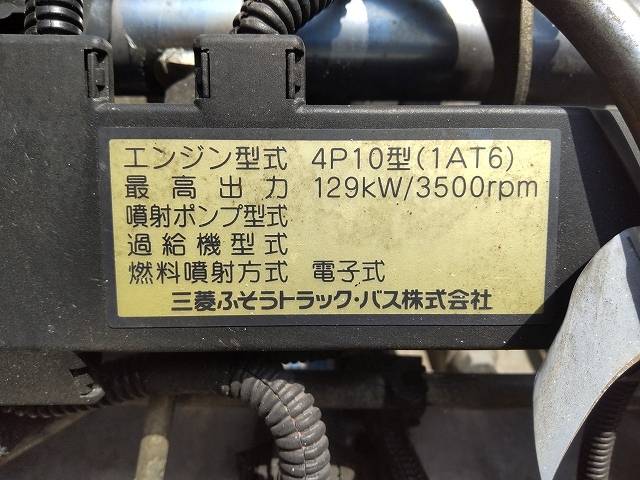 エンジン型式 4P10型(1AT6)
最高出力 129kW/3500rpm
噴射ポンプ型式
過給機型式
燃料噴射方式 電子式
三菱ふそうトラック・バス株式会社